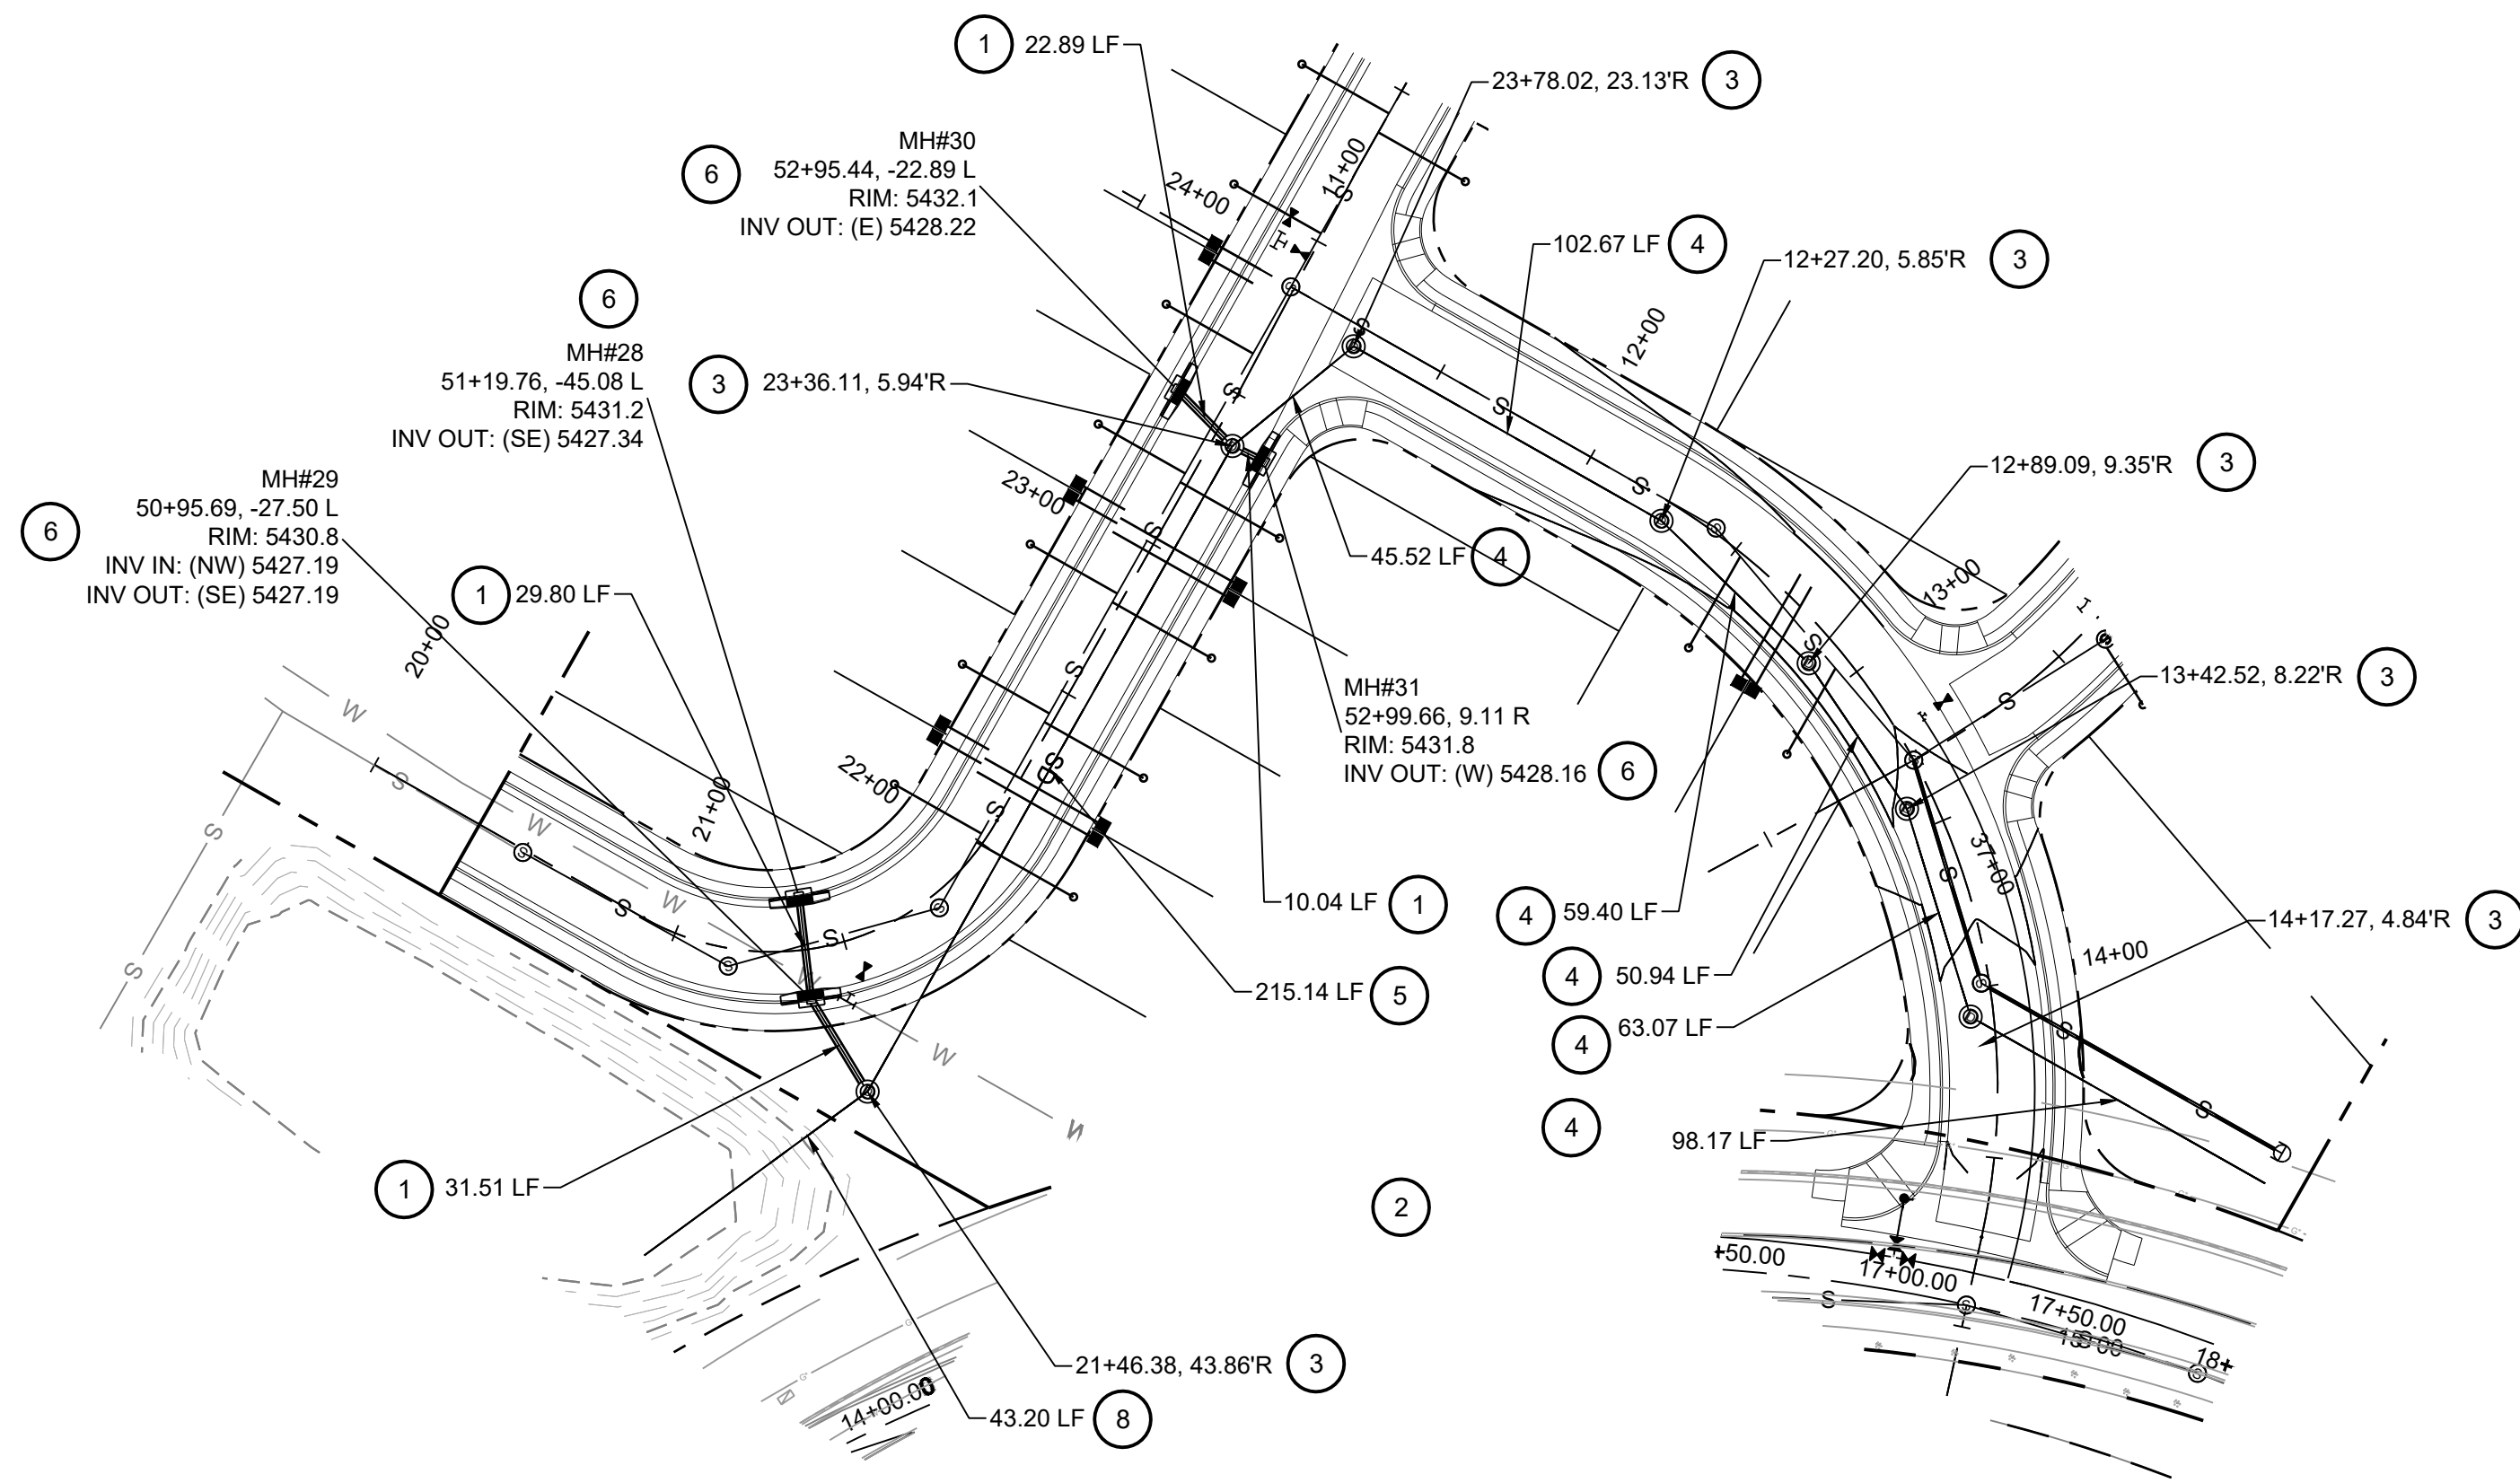 1 22.89 LF
23+78.02, 23.13'R 3
MH#30
6 52+95.44, -22.89 L
RIM: 5432.1
INV OUT: (E) 5428.22
11+00
S
24+00
102.67 LF 4
12+27.20, 5.85'R 3
6
MH#28
51+19.76, -45.08 L
RIM: 5431.2
INV OUT: (SE) 5427.34
3 23+36.11, 5.94'R
S
S
S
12+00
MH#29
50+95.69, -27.50 L
6
RIM: 5430.8
INV IN: (NW) 5427.19
INV OUT: (SE) 5427.19
12+89.09, 9.35'R 3
23+00
S
S
45.52 LF 4
1 29.80 LF
13+00
20+00
S
S
MH#31
52+99.66, 9.11 R
RIM: 5431.8
INV OUT: (W) 5428.16 6
13+42.52, 8.22'R 3
S
W
S
S
W
S
22+00
21+00
S
S
W
S
W
S
37+00
S
10.04 LF 1
4 59.40 LF
14+17.27, 4.84'R 3
S
S
W
14+00
4 50.94 LF
215.14 LF 5
4 63.07 LF
S
W
W
4
98.17 LF
S
1 31.51 LF
2
+50.00
17+00.00
S
S
17+50.00
18+
S
21+46.38, 43.86'R 3
14+00.00
43.20 LF 8